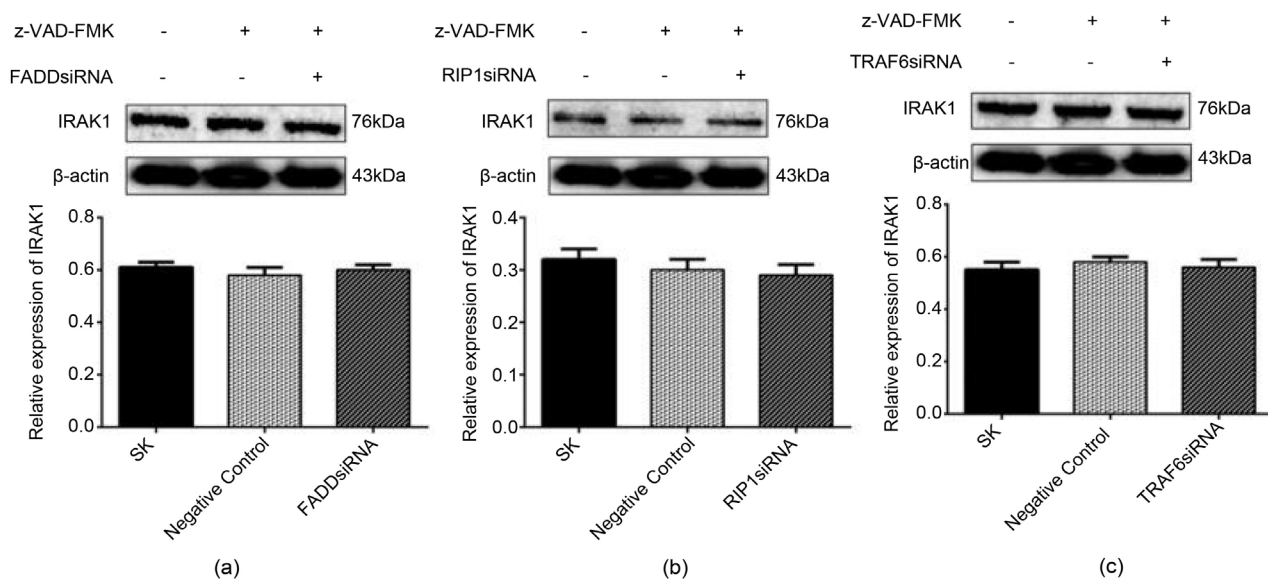 z-VAD-FMK - + +
FADDsiRNA - - +
IRAK1 76kDa
β-actin 43kDa
Relative expression of IRAK1
0.8
0.6
0.4
0.2
0.0
SK
Negative Control
FADDsiRNA
(a)
z-VAD-FMK - + +
RIP1siRNA - - +
IRAK1 76kDa
β-actin 43kDa
Relative expression of IRAK1
0.4
0.3
0.2
0.1
0.0
SK
Negative Control
RIP1siRNA
(b)
z-VAD-FMK - + +
TRAF6siRNA - - +
IRAK1 76kDa
β-actin 43kDa
Relative expression of IRAK1
0.8
0.6
0.4
0.2
0.0
SK
Negative Control
TRAF6siRNA
(c)